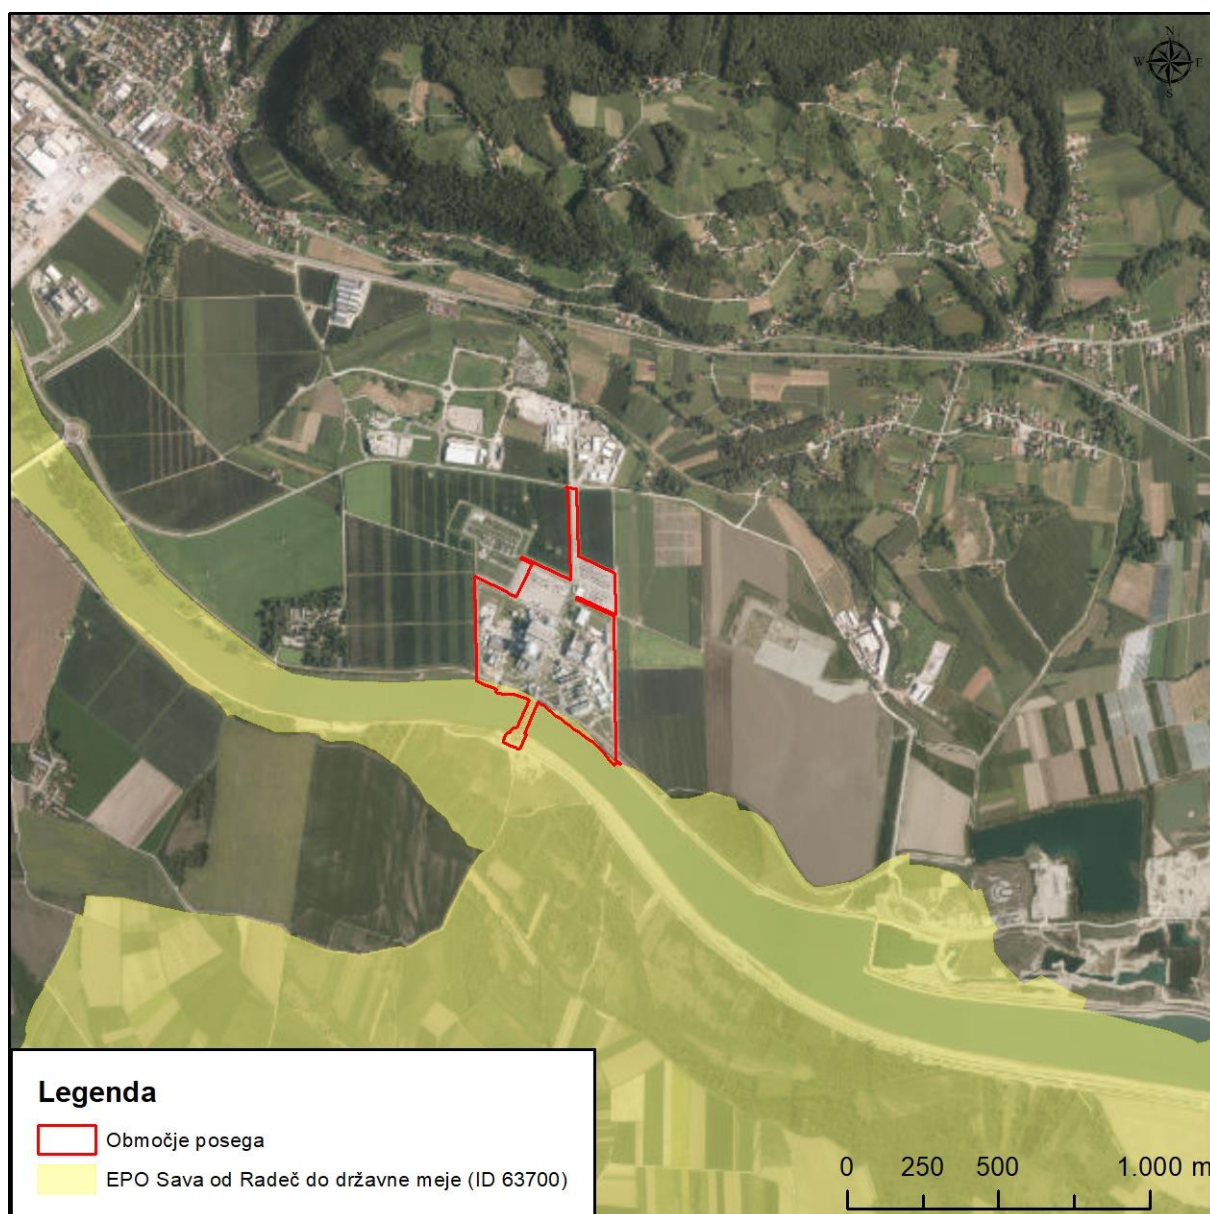 N
W E
S
Legenda
Območje posega
EPO Sava od Radeč do državne meje (ID 63700)
0 250 500 1.000 m